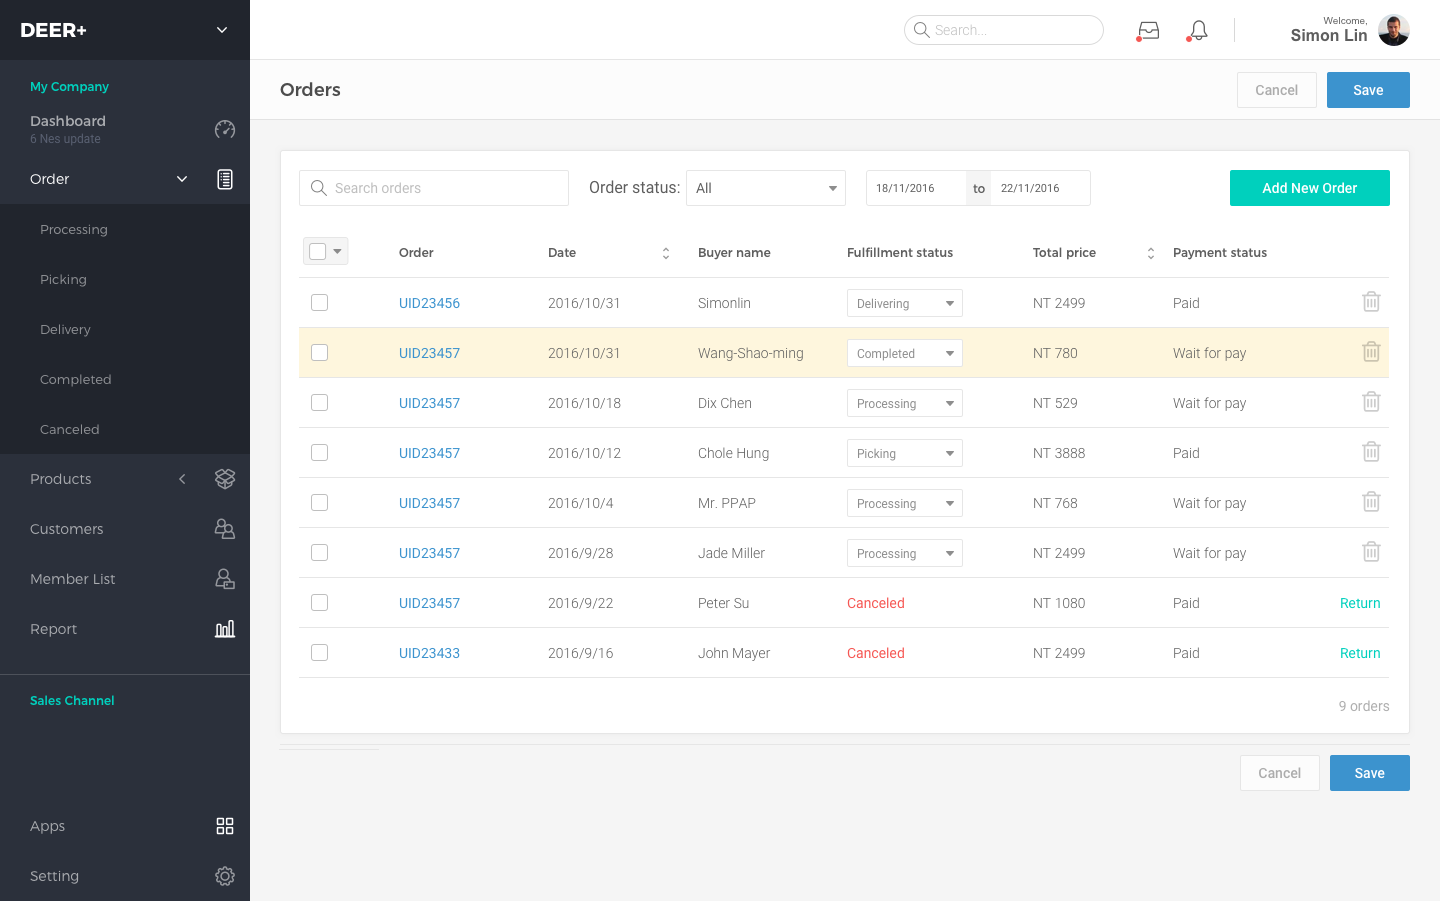 DEER+
My Company
Dashboard
6 Nes update
Order
Processing
Picking
Delivery
Completed
Canceled
Products
Customers
Member List
Report
Sales Channel
Apps
Setting
Search...
Welcome,
Simon Lin
Orders
Cancel
Save
Search orders
Order status:
All
18/11/2016
to
22/11/2016
Add New Order
Order Date Buyer name Fulfillment status Total price Payment status
UID23456 2016/10/31 Simonlin Delivering NT 2499 Paid
UID23457 2016/10/31 Wang-Shao-ming Completed NT 780 Wait for pay
UID23457 2016/10/18 Dix Chen Processing NT 529 Wait for pay
UID23457 2016/10/12 Chole Hung Picking NT 3888 Paid
UID23457 2016/10/4 Mr. PPAP Processing NT 768 Wait for pay
UID23457 2016/9/28 Jade Miller Processing NT 2499 Wait for pay
UID23457 2016/9/22 Peter Su Canceled NT 1080 Paid Return
UID23433 2016/9/16 John Mayer Canceled NT 2499 Paid Return
9 orders
Cancel
Save